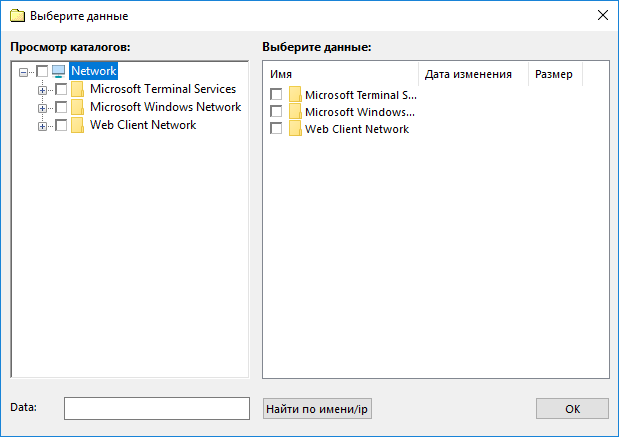 Выберите данные
Просмотр каталогов:
Network
Microsoft Terminal Services
Microsoft Windows Network
Web Client Network
Выберите данные:
Имя Дата изменения Размер
Microsoft Terminal S...
Microsoft Windows...
Web Client Network
Data:
Найти по имени/ip
OK